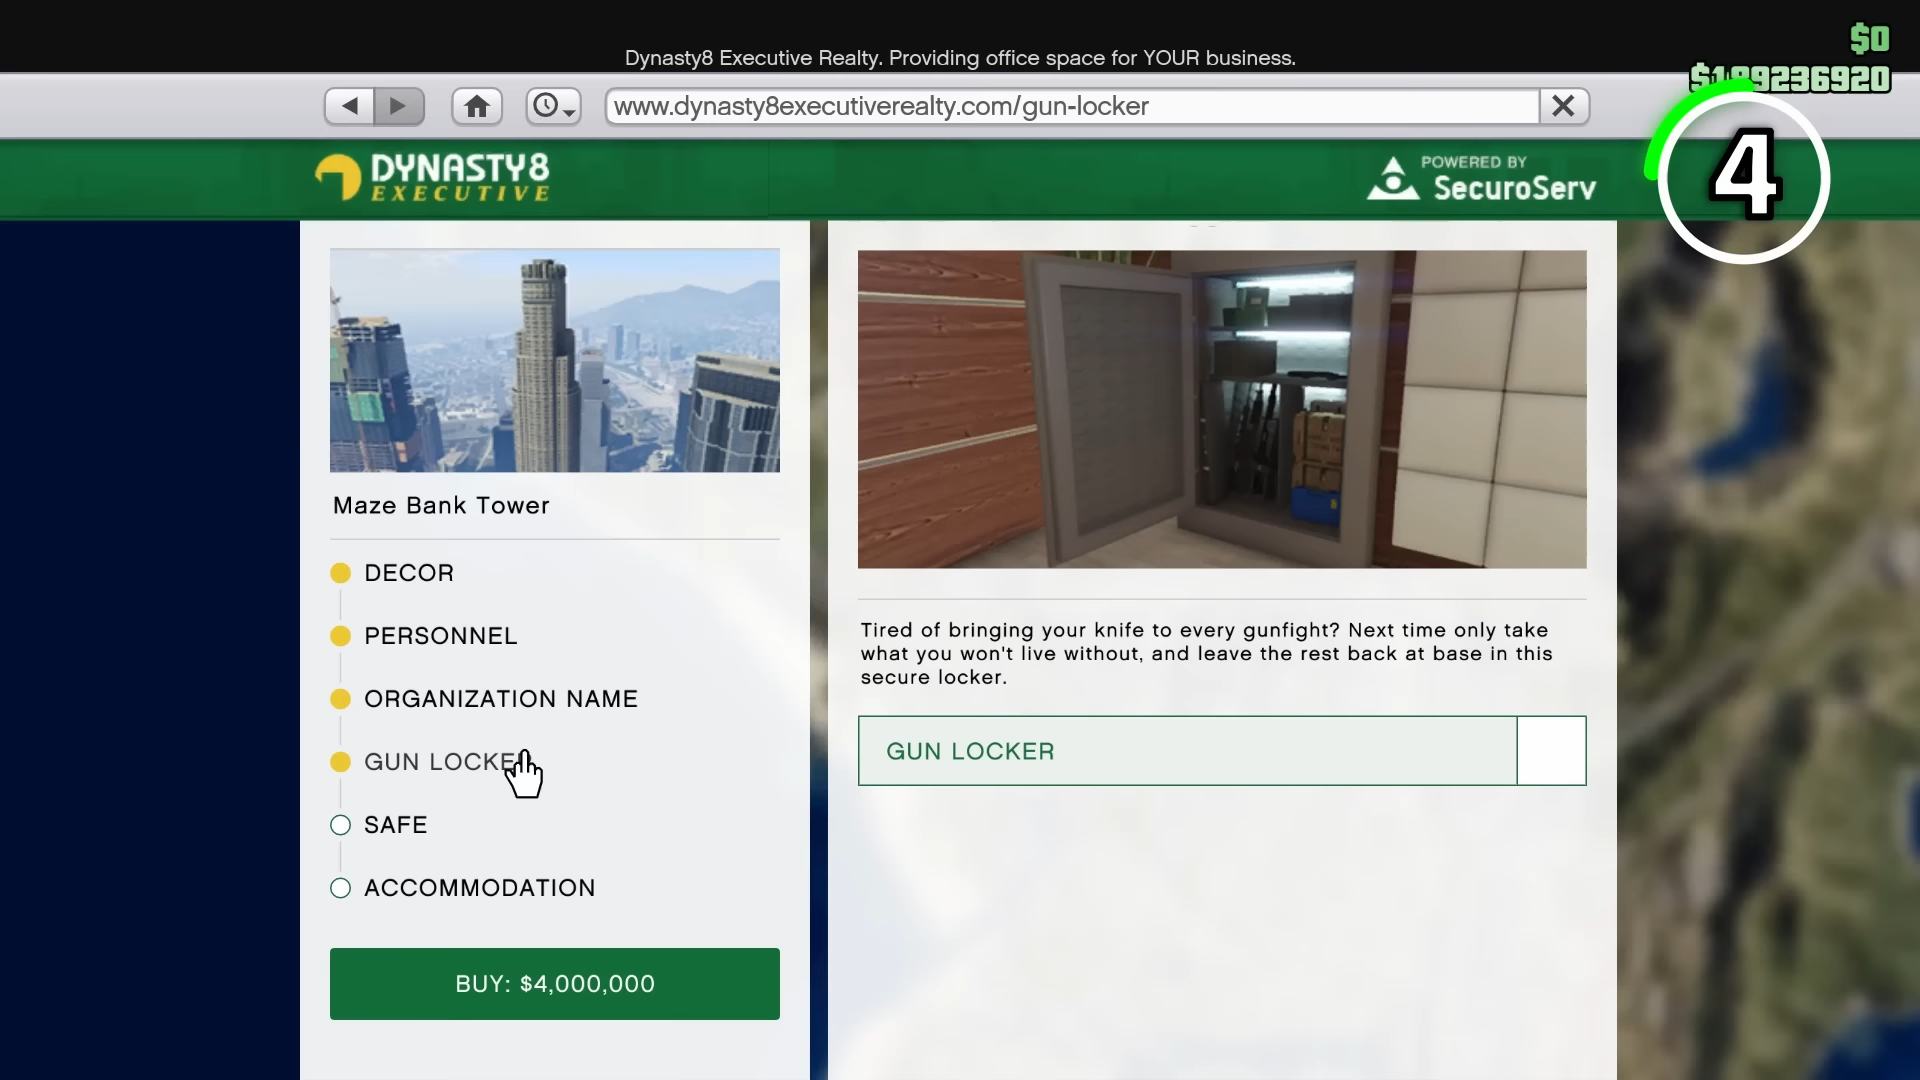 $0
Dynasty8 Executive Realty. Providing office space for YOUR business.
www.dynasty8executiverealty.com/gun-locker
4
DYNASTY8
EXECUTIVE
POWERED BY
SecuroServ
Maze Bank Tower
DECOR
PERSONNEL
ORGANIZATION NAME
GUN LOCKER
SAFE
ACCOMMODATION
BUY: $4,000,000
Tired of bringing your knife to every gunfight? Next time only take
what you won't live without, and leave the rest back at base in this
secure locker.
GUN LOCKER